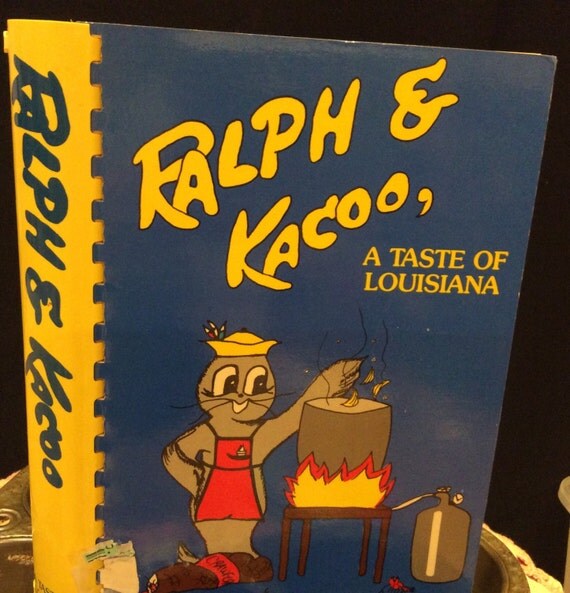 RALPH & KACOO
RALPH &
KACOO,
A TASTE OF
LOUISIANA